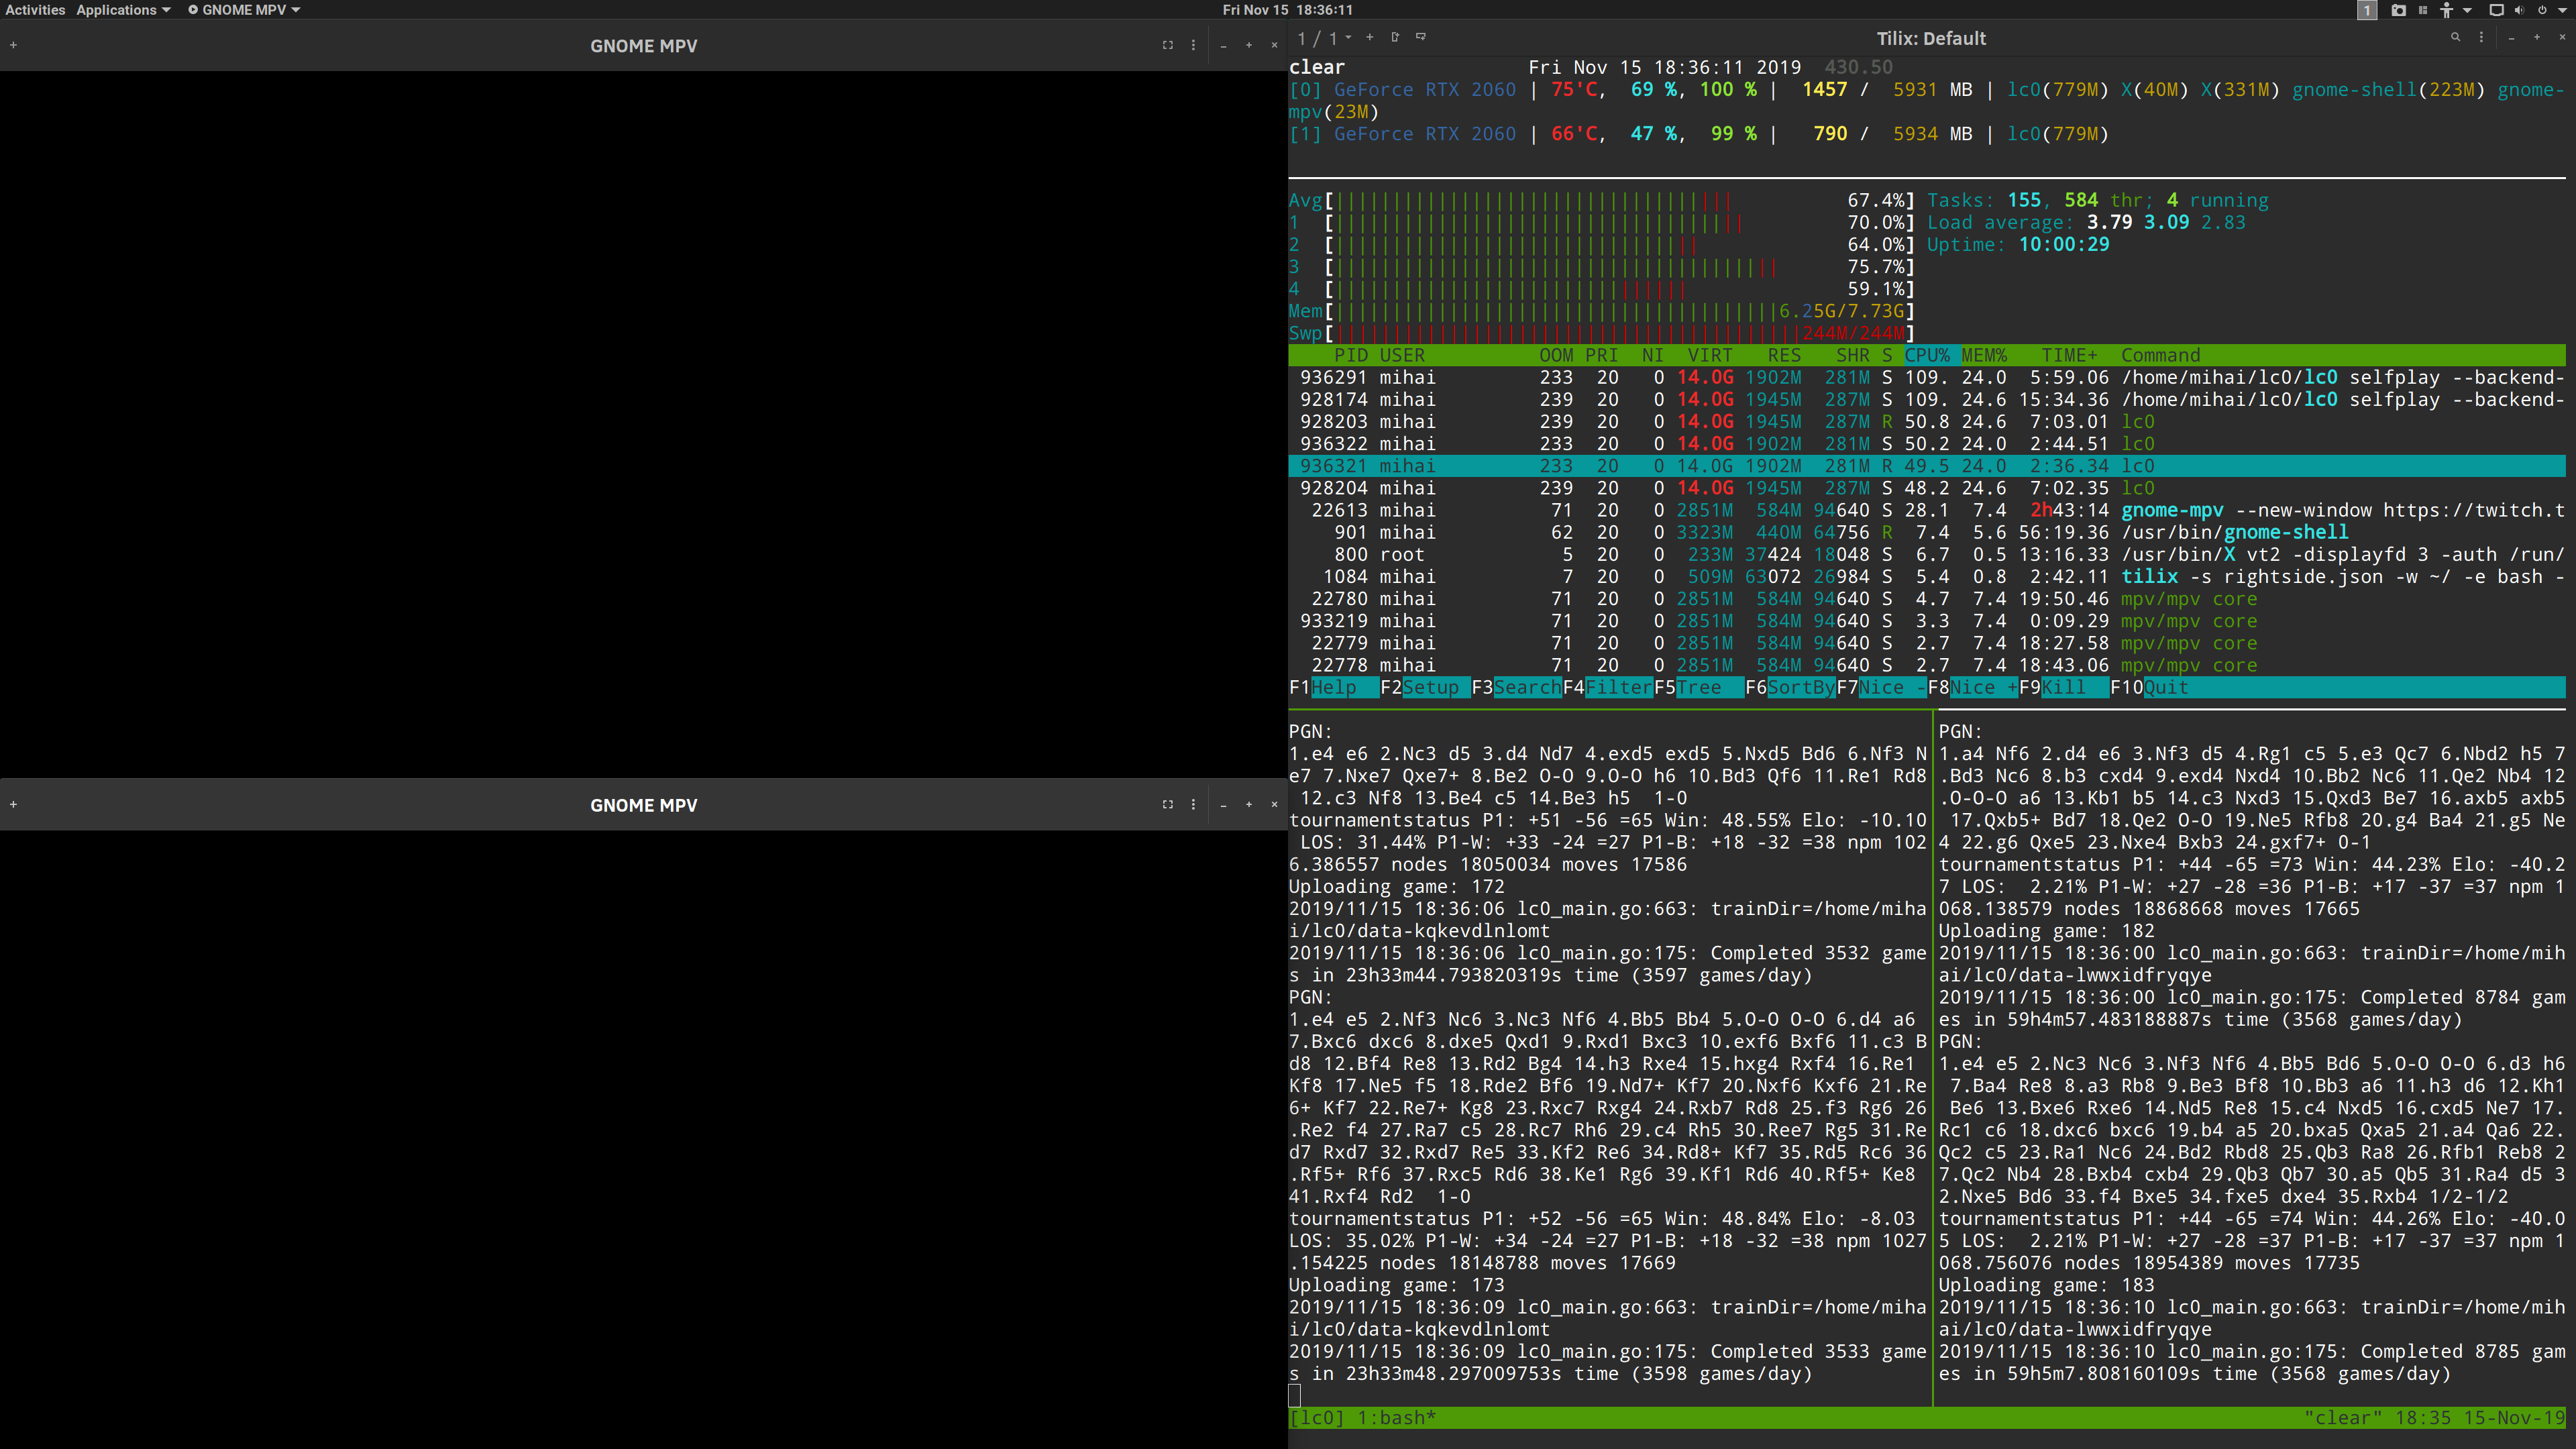 Activities Applications GNOME MPV Fri Nov 15 18:36:11 1
GNOME MPV
GNOME MPV
1 / 1 Tilix: Default
clear Fri Nov 15 18:36:11 2019 430.50
[0] GeForce RTX 2060 | 75'C, 69 %, 100 % | 1457 / 5931 MB | lc0(779M) X(40M) X(331M) gnome-shell(223M) gnome-
mpv(23M)
[1] GeForce RTX 2060 | 66'C, 47 %, 99 % | 790 / 5934 MB | lc0(779M)
Avg[ 67.4%] Tasks: 155, 584 thr; 4 running
1 [ 70.0%] Load average: 3.79 3.09 2.83
2 [ 64.0%] Uptime: 10:00:29
3 [ 75.7%]
4 [ 59.1%]
Mem[ 6.25G/7.73G]
Swp[ 244M/244M]
PID USER OOM PRI NI VIRT RES SHR S CPU% MEM% TIME+ Command
936291 mihai 233 20 0 14.0G 1902M 281M S 109. 24.0 5:59.06 /home/mihai/lc0/lc0 selfplay --backend-
928174 mihai 239 20 0 14.0G 1945M 287M S 109. 24.6 15:34.36 /home/mihai/lc0/lc0 selfplay --backend-
928203 mihai 239 20 0 14.0G 1945M 287M R 50.8 24.6 7:03.01 lc0
936322 mihai 233 20 0 14.0G 1902M 281M S 50.2 24.0 2:44.51 lc0
936321 mihai 233 20 0 14.0G 1902M 281M R 49.5 24.0 2:36.34 lc0
928204 mihai 239 20 0 14.0G 1945M 287M S 48.2 24.6 7:02.35 lc0
22613 mihai 71 20 0 2851M 584M 94640 S 28.1 7.4 2h43:14 gnome-mpv --new-window https://twitch.t
901 mihai 62 20 0 3323M 440M 64756 R 7.4 5.6 56:19.36 /usr/bin/gnome-shell
800 root 5 20 0 233M 37424 18048 S 6.7 0.5 13:16.33 /usr/bin/X vt2 -displayfd 3 -auth /run/
1084 mihai 7 20 0 509M 63072 26984 S 5.4 0.8 2:42.11 tilix -s rightside.json -w ~/ -e bash -
22780 mihai 71 20 0 2851M 584M 94640 S 4.7 7.4 19:50.46 mpv/mpv core
933219 mihai 71 20 0 2851M 584M 94640 S 3.3 7.4 0:09.29 mpv/mpv core
22779 mihai 71 20 0 2851M 584M 94640 S 2.7 7.4 18:27.58 mpv/mpv core
22778 mihai 71 20 0 2851M 584M 94640 S 2.7 7.4 18:43.06 mpv/mpv core
F1Help F2Setup F3SearchF4FilterF5Tree F6SortByF7Nice -F8Nice +F9Kill F10Quit
PGN:
1.e4 e6 2.Nc3 d5 3.d4 Nd7 4.exd5 exd5 5.Nxd5 Bd6 6.Nf3 N
e7 7.Nxe7 Qxe7+ 8.Be2 O-O 9.O-O h6 10.Bd3 Qf6 11.Re1 Rd8
12.c3 Nf8 13.Be4 c5 14.Be3 h5 1-0
tournamentstatus P1: +51 -56 =65 Win: 48.55% Elo: -10.10
LOS: 31.44% P1-W: +33 -24 =27 P1-B: +18 -32 =38 npm 102
6.386557 nodes 18050034 moves 17586
Uploading game: 172
2019/11/15 18:36:06 lc0_main.go:663: trainDir=/home/miha
i/lc0/data-kqkevdlnlomt
2019/11/15 18:36:06 lc0_main.go:175: Completed 3532 game
s in 23h33m44.793820319s time (3597 games/day)
PGN:
1.e4 e5 2.Nf3 Nc6 3.Nc3 Nf6 4.Bb5 Bb4 5.O-O O-O 6.d4 a6
7.Bxc6 dxc6 8.dxe5 Qxd1 9.Rxd1 Bxc3 10.exf6 Bxf6 11.c3 B
d8 12.Bf4 Re8 13.Rd2 Bg4 14.h3 Rxe4 15.hxg4 Rxf4 16.Re1
Kf8 17.Ne5 f5 18.Rde2 Bf6 19.Nd7+ Kf7 20.Nxf6 Kxf6 21.Re
6+ Kf7 22.Re7+ Kg8 23.Rxc7 Rxg4 24.Rxb7 Rd8 25.f3 Rg6 26
.Re2 f4 27.Ra7 c5 28.Rc7 Rh6 29.c4 Rh5 30.Ree7 Rg5 31.Re
d7 Rxd7 32.Rxd7 Re5 33.Kf2 Re6 34.Rd8+ Kf7 35.Rd5 Rc6 36
.Rf5+ Rf6 37.Rxc5 Rd6 38.Ke1 Rg6 39.Kf1 Rd6 40.Rf5+ Ke8
41.Rxf4 Rd2 1-0
tournamentstatus P1: +52 -56 =65 Win: 48.84% Elo: -8.03
LOS: 35.02% P1-W: +34 -24 =27 P1-B: +18 -32 =38 npm 1027
.154225 nodes 18148788 moves 17669
Uploading game: 173
2019/11/15 18:36:09 lc0_main.go:663: trainDir=/home/miha
i/lc0/data-kqkevdlnlomt
2019/11/15 18:36:09 lc0_main.go:175: Completed 3533 game
s in 23h33m48.297009753s time (3598 games/day)
PGN:
1.a4 Nf6 2.d4 e6 3.Nf3 d5 4.Rg1 c5 5.e3 Qc7 6.Nbd2 h5 7
.Bd3 Nc6 8.b3 cxd4 9.exd4 Nxd4 10.Bb2 Nc6 11.Qe2 Nb4 12
.O-O-O a6 13.Kb1 b5 14.c3 Nxd3 15.Qxd3 Be7 16.axb5 axb5
17.Qxb5+ Bd7 18.Qe2 O-O 19.Ne5 Rfb8 20.g4 Ba4 21.g5 Ne
4 22.g6 Qxe5 23.Nxe4 Bxb3 24.gxf7+ 0-1
tournamentstatus P1: +44 -65 =73 Win: 44.23% Elo: -40.2
7 LOS: 2.21% P1-W: +27 -28 =36 P1-B: +17 -37 =37 npm 1
068.138579 nodes 18868668 moves 17665
Uploading game: 182
2019/11/15 18:36:00 lc0_main.go:663: trainDir=/home/mih
ai/lc0/data-lwwxidfryqye
2019/11/15 18:36:00 lc0_main.go:175: Completed 8784 gam
es in 59h4m57.483188887s time (3568 games/day)
PGN:
1.e4 e5 2.Nc3 Nc6 3.Nf3 Nf6 4.Bb5 Bd6 5.O-O O-O 6.d3 h6
7.Ba4 Re8 8.a3 Rb8 9.Be3 Bf8 10.Bb3 a6 11.h3 d6 12.Kh1
Be6 13.Bxe6 Rxe6 14.Nd5 Re8 15.c4 Nxd5 16.cxd5 Ne7 17.
Rc1 c6 18.dxc6 bxc6 19.b4 a5 20.bxa5 Qxa5 21.a4 Qa6 22.
Qc2 c5 23.Ra1 Nc6 24.Bd2 Rbd8 25.Qb3 Ra8 26.Rfb1 Reb8 2
7.Qc2 Nb4 28.Bxb4 cxb4 29.Qb3 Qb7 30.a5 Qb5 31.Ra4 d5 3
2.Nxe5 Bd6 33.f4 Bxe5 34.fxe5 dxe4 35.Rxb4 1/2-1/2
tournamentstatus P1: +44 -65 =74 Win: 44.26% Elo: -40.0
5 LOS: 2.21% P1-W: +27 -28 =37 P1-B: +17 -37 =37 npm 1
068.756076 nodes 18954389 moves 17735
Uploading game: 183
2019/11/15 18:36:10 lc0_main.go:663: trainDir=/home/mih
ai/lc0/data-lwwxidfryqye
2019/11/15 18:36:10 lc0_main.go:175: Completed 8785 gam
es in 59h5m7.808160109s time (3568 games/day)
[lc0] 1:bash* "clear" 18:35 15-Nov-19